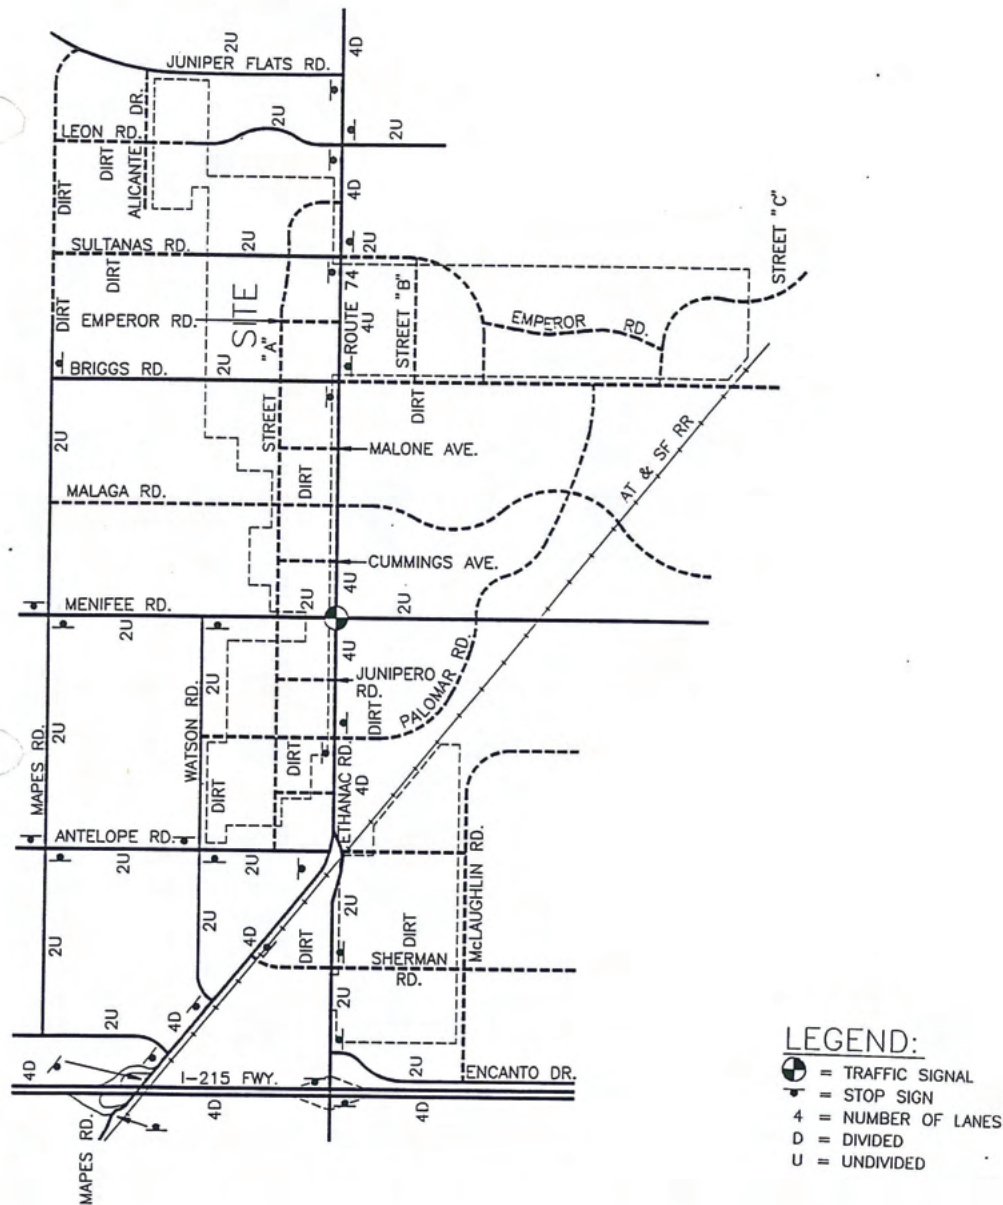 2U
4D
JUNIPER FLATS RD.
DR.
2U
2U
LEON RD.
DIRT
DIRT
ALICANTE
DIRT
4D
STREET "C"
2U
2U
SULTANAS RD.
DIRT
74
STREET "B"
SITE
EMPEROR RD.
EMPEROR RD.
4U
DIRT
ROUTE
"A"
2U
BRIGGS RD.
DIRT
STREET
2U
MALONE AVE.
AT & SF RR
MALAGA RD.
DIRT
CUMMINGS AVE.
4U
2U
2U
MENIFEE RD.
2U
4U
JUNIPERO
RD.
2U
PALOMAR RD.
DIRT
WATSON RD.
2U
MAPES RD.
DIRT
DIRT
ETHANAC RD.
4D
ANTELOPE RD.
2U
2U
McLAUGHLIN RD.
2U
2U
4D
DIRT
DIRT
SHERMAN
RD.
2U
2U
2U
4D
2U
4D
I-215 FWY.
ENCANTO DR.
4D
4D
MAPES RD.
LEGEND:
= TRAFFIC SIGNAL
= STOP SIGN
4 = NUMBER OF LANES
D = DIVIDED
U = UNDIVIDED